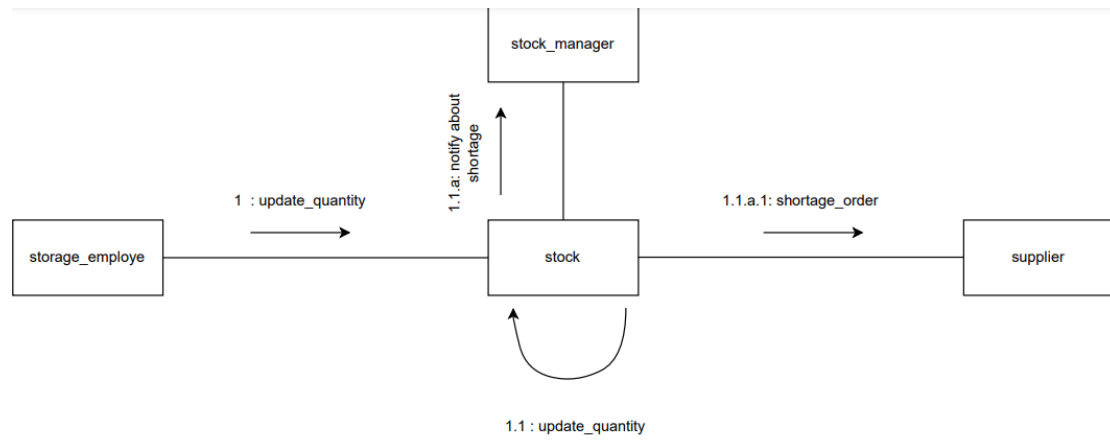 stock_manager
1.1.a: notify about
shortage
1 : update_quantity
1.1.a.1: shortage_order
storage_employe
stock
supplier
1.1 : update_quantity